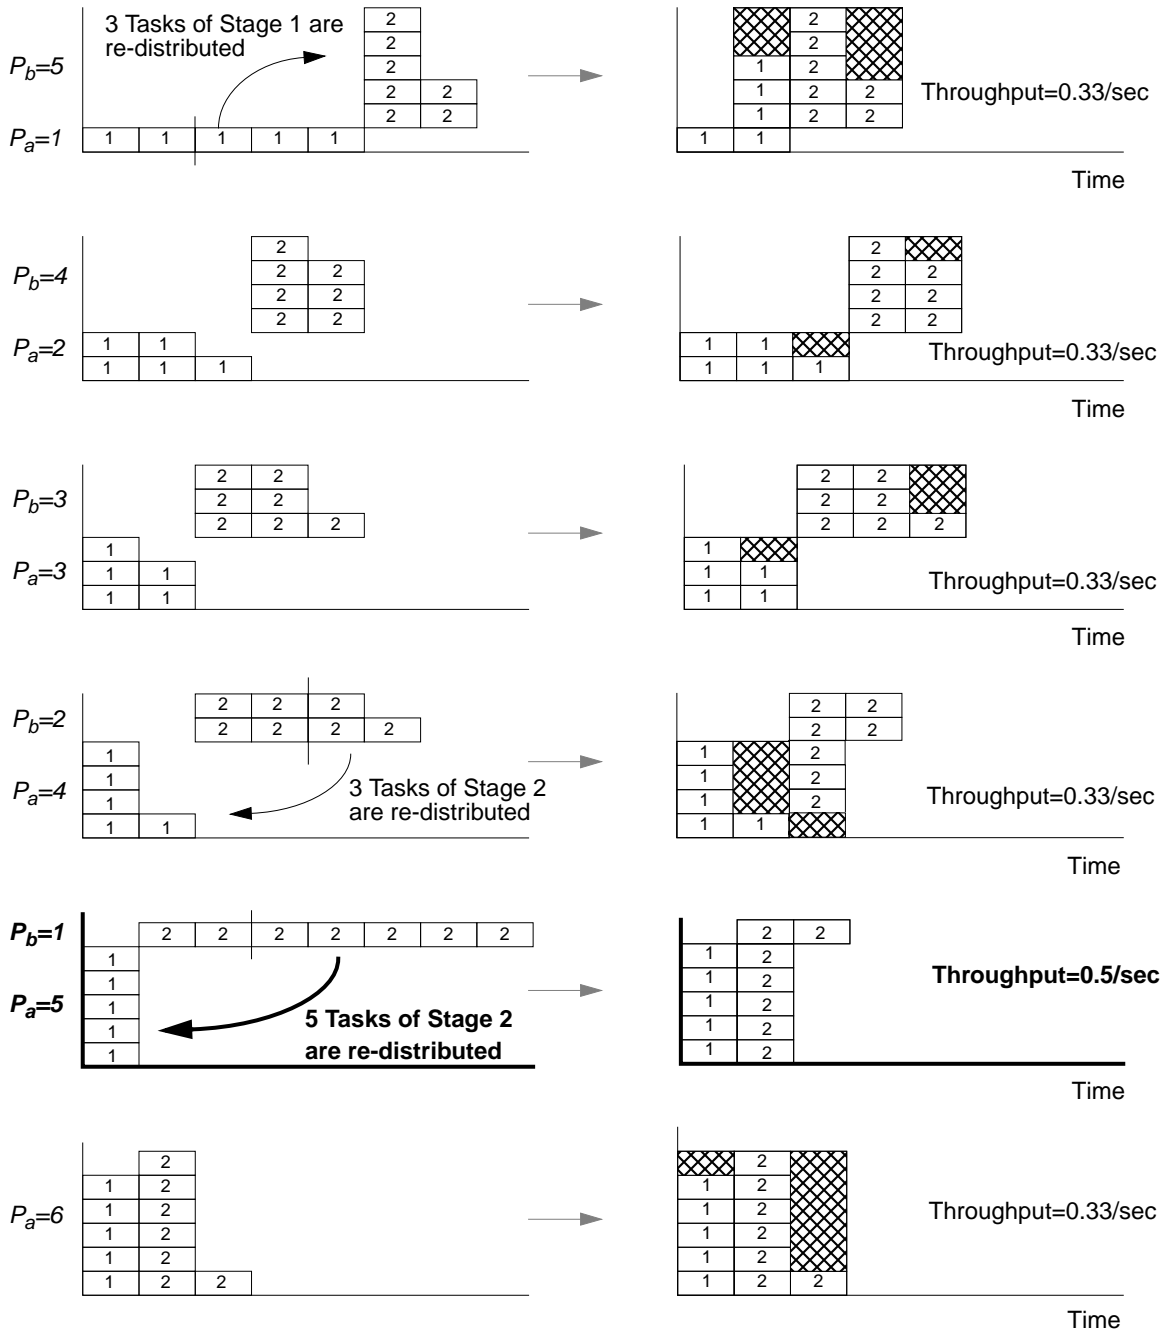 3 Tasks of Stage 1 are
re-distributed
P_b=5
P_a=1
2
2
2
2 2
2 2
1 1 1 1 1
2
2
1 2
1 2 2
1 2 2
1 1
Throughput=0.33/sec
Time
P_b=4
P_a=2
2
2 2
2 2
2 2
1 1
1 1 1
2
2 2
2 2
2 2
1 1
1 1 1
Throughput=0.33/sec
Time
P_b=3
P_a=3
2 2
2 2
2 2 2
1
1 1
1 1
2 2
2 2
2 2 2
1
1 1
1 1
Throughput=0.33/sec
Time
P_b=2
P_a=4
2 2 2
2 2 2 2
1
1
1
1 1
3 Tasks of Stage 2
are re-distributed
2 2
2 2
1 2
1 2
1 2
1 1
Throughput=0.33/sec
Time
P_b=1
P_a=5
2 2 2 2 2 2 2
1
1
1
1
1
5 Tasks of Stage 2
are re-distributed
2 2
1 2
1 2
1 2
1 2
1 2
Throughput=0.5/sec
Time
P_a=6
2
1 2
1 2
1 2
1 2
1 2 2
2
1 2
1 2
1 2
1 2
1 2 2
Throughput=0.33/sec
Time